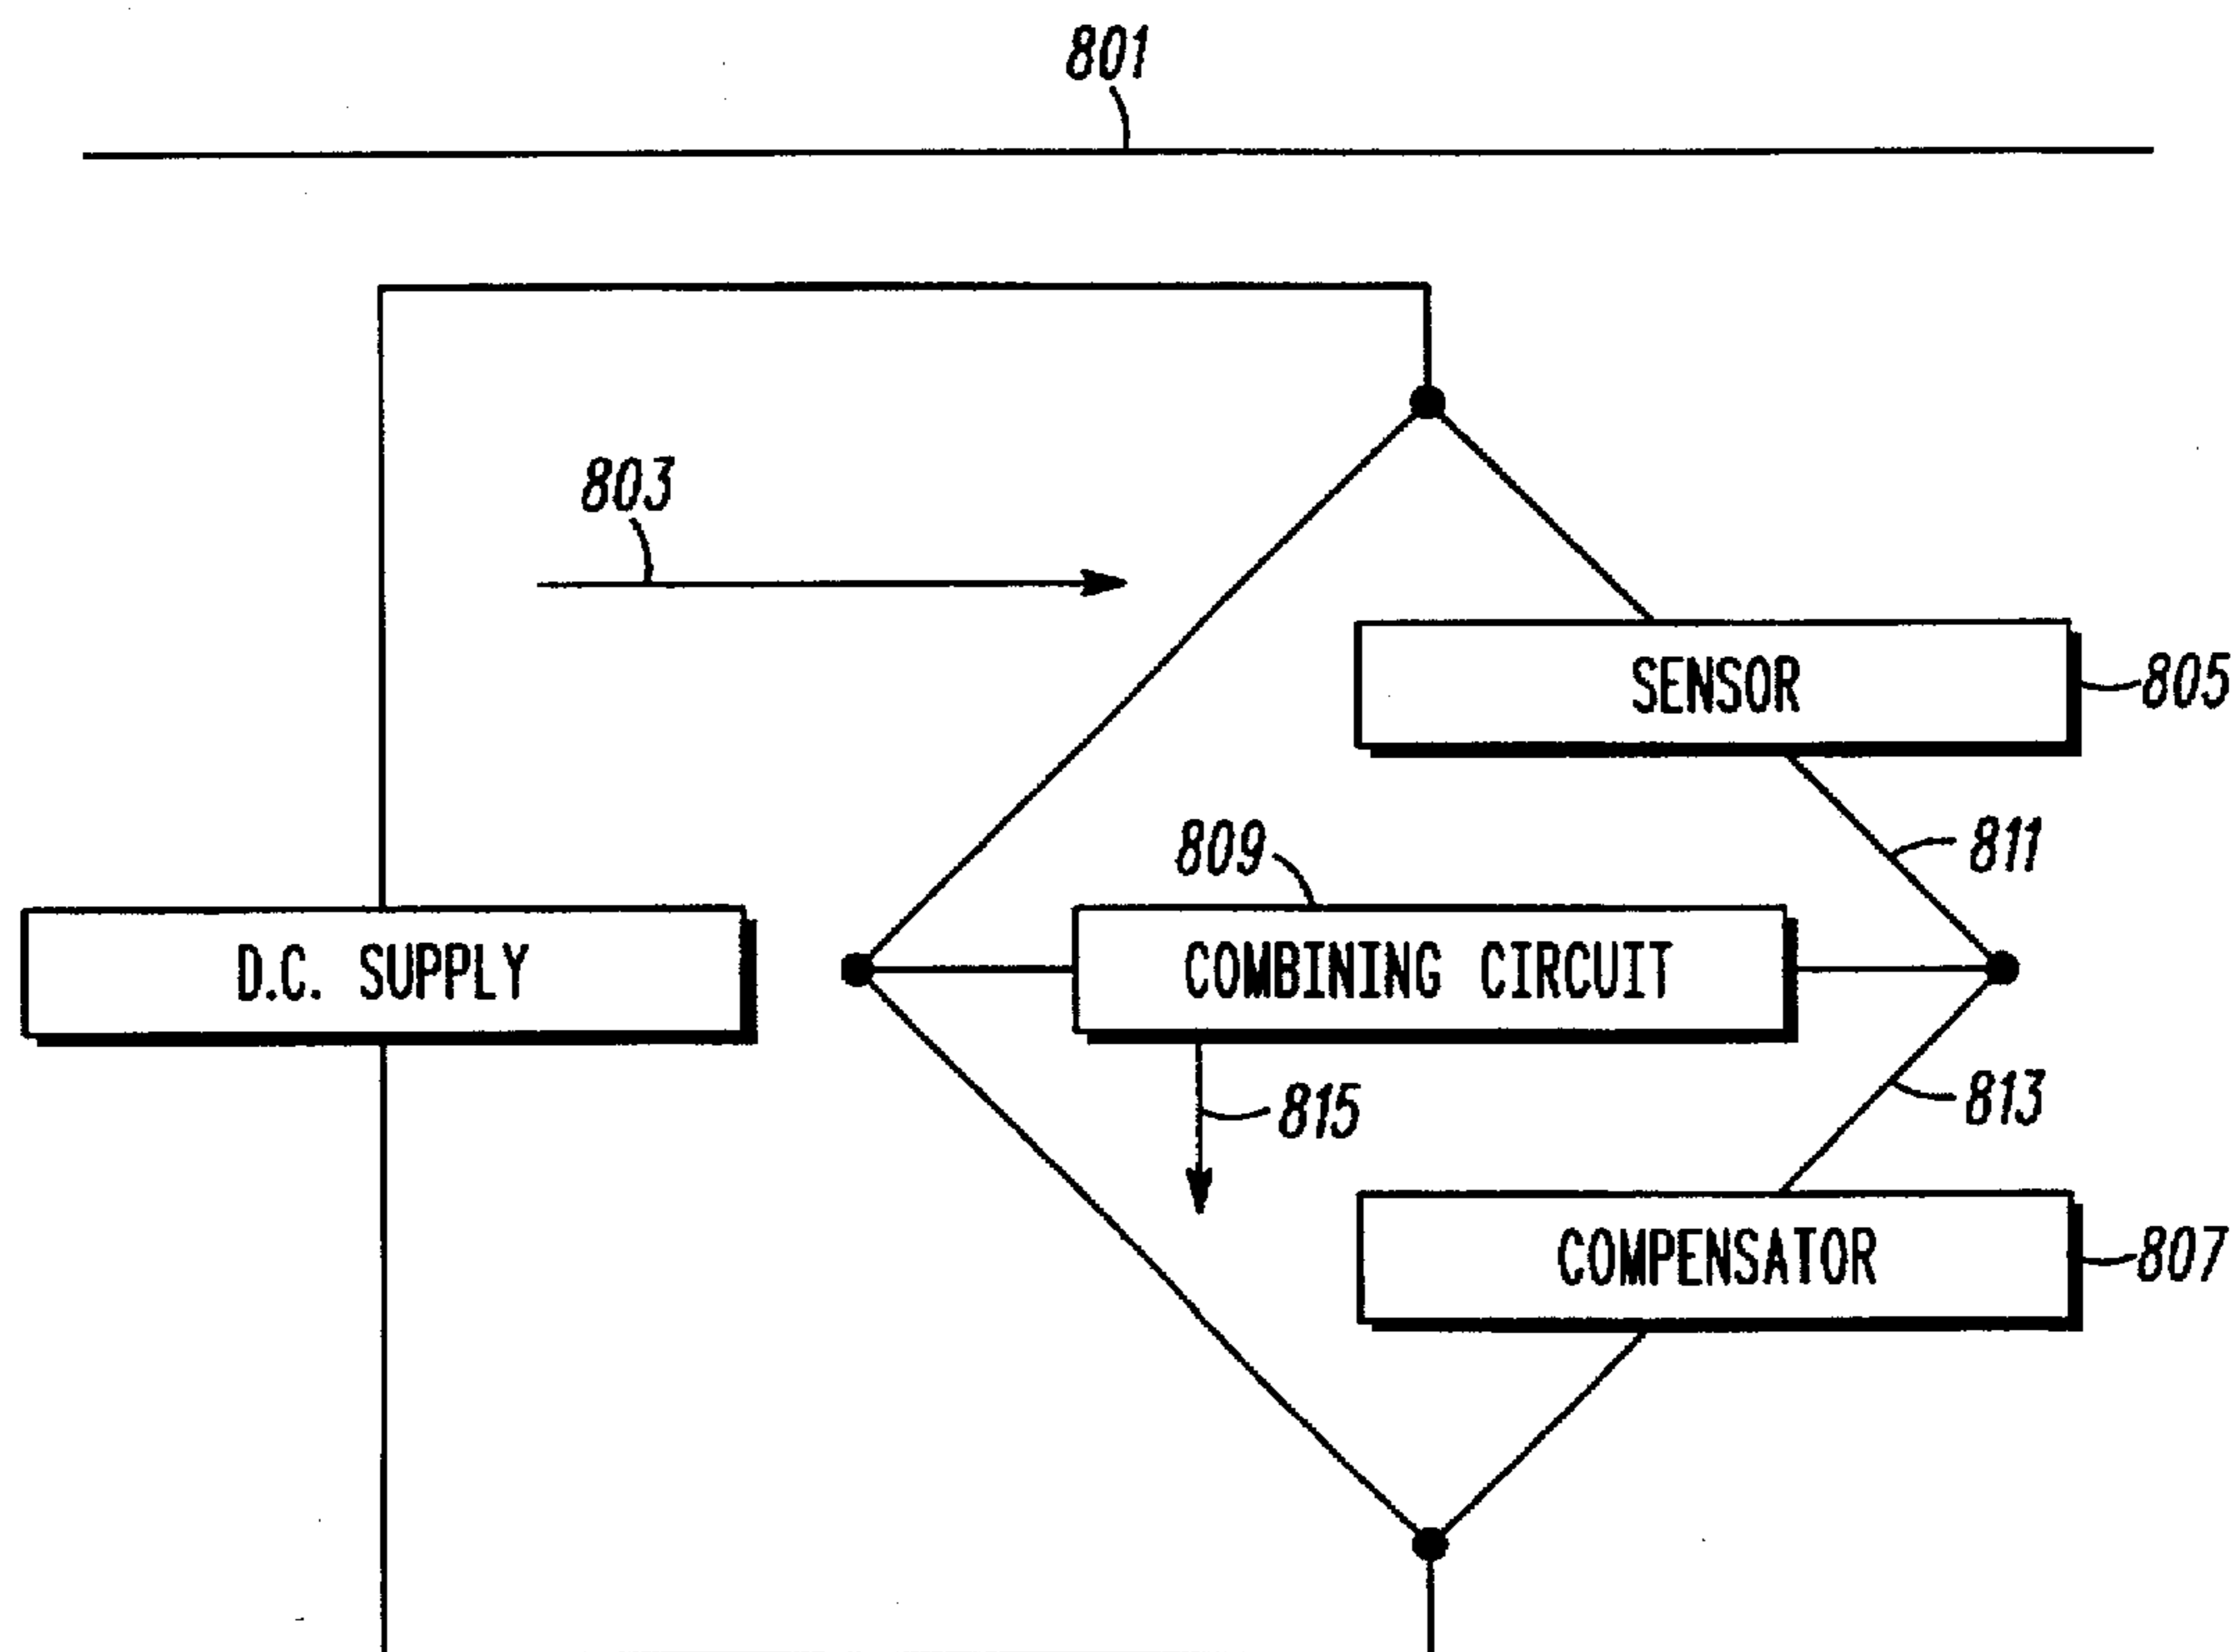 801
803
SENSOR
805
811
809
D.C. SUPPLY
COMBINING CIRCUIT
815
813
COMPENSATOR
807